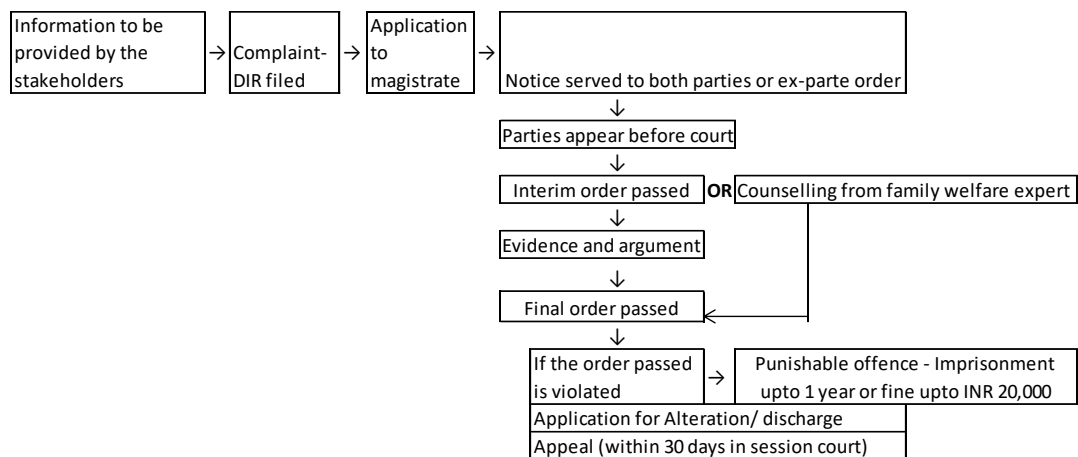 Information to be
provided by the
stakeholders
→
Complaint-
DIR filed
→
Application
to
magistrate
→
Notice served to both parties or ex-parte order
↓
Parties appear before court
↓
Interim order passed
OR
Counselling from family welfare expert
↓
Evidence and argument
↓
Final order passed
↓
If the order passed
is violated
→
Punishable offence - Imprisonment
upto 1 year or fine upto INR 20,000
Application for Alteration/ discharge
Appeal (within 30 days in session court)